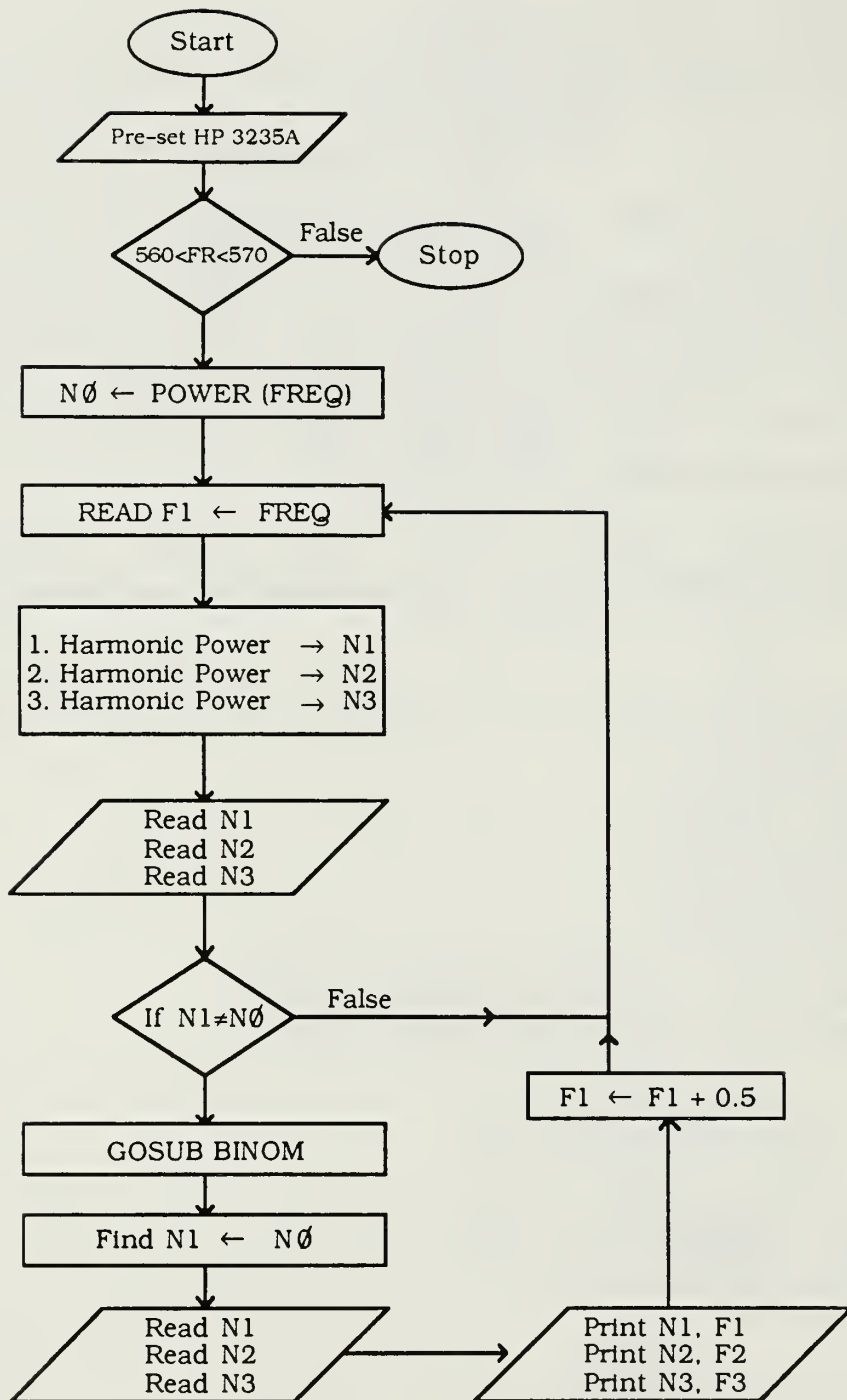 Start
Pre-set HP 3235A
560<FR<570
False
Stop
NØ ← POWER (FREQ)
READ F1 ← FREQ
1. Harmonic Power → N1
2. Harmonic Power → N2
3. Harmonic Power → N3
Read N1
Read N2
Read N3
If N1≠NØ
False
F1 ← F1 + 0.5
GOSUB BINOM
Find N1 ← NØ
Read N1
Read N2
Read N3
Print N1, F1
Print N2, F2
Print N3, F3